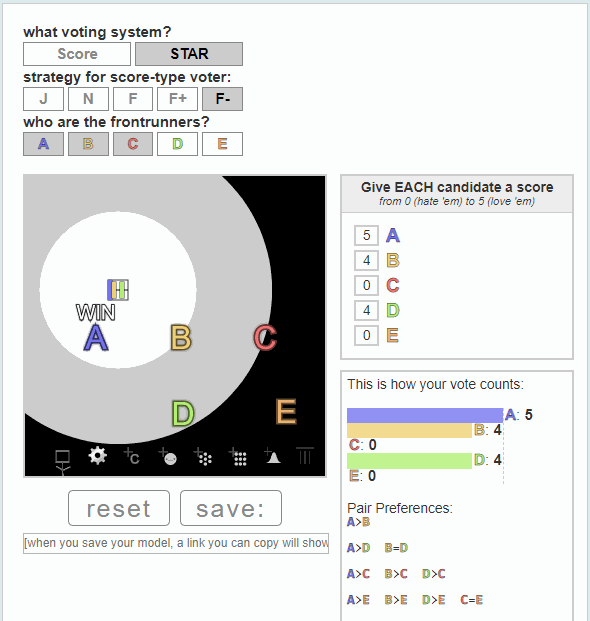 what voting system?
Score STAR
strategy for score-type voter:
J N F F+ F-
who are the frontrunners?
A B C D E
Give EACH candidate a score
from 0 (hate 'em) to 5 (love 'em)
5 A
4 B
0 C
4 D
0 E
WIN
A B C
D E
+C
reset save:
[when you save your model, a link you can copy will show
This is how your vote counts:
A: 5
B: 4
C: 0
D: 4
E: 0
Pair Preferences:
A>B
A>D B=D
A>C B>C D>C
A>E B>E D>E C=E